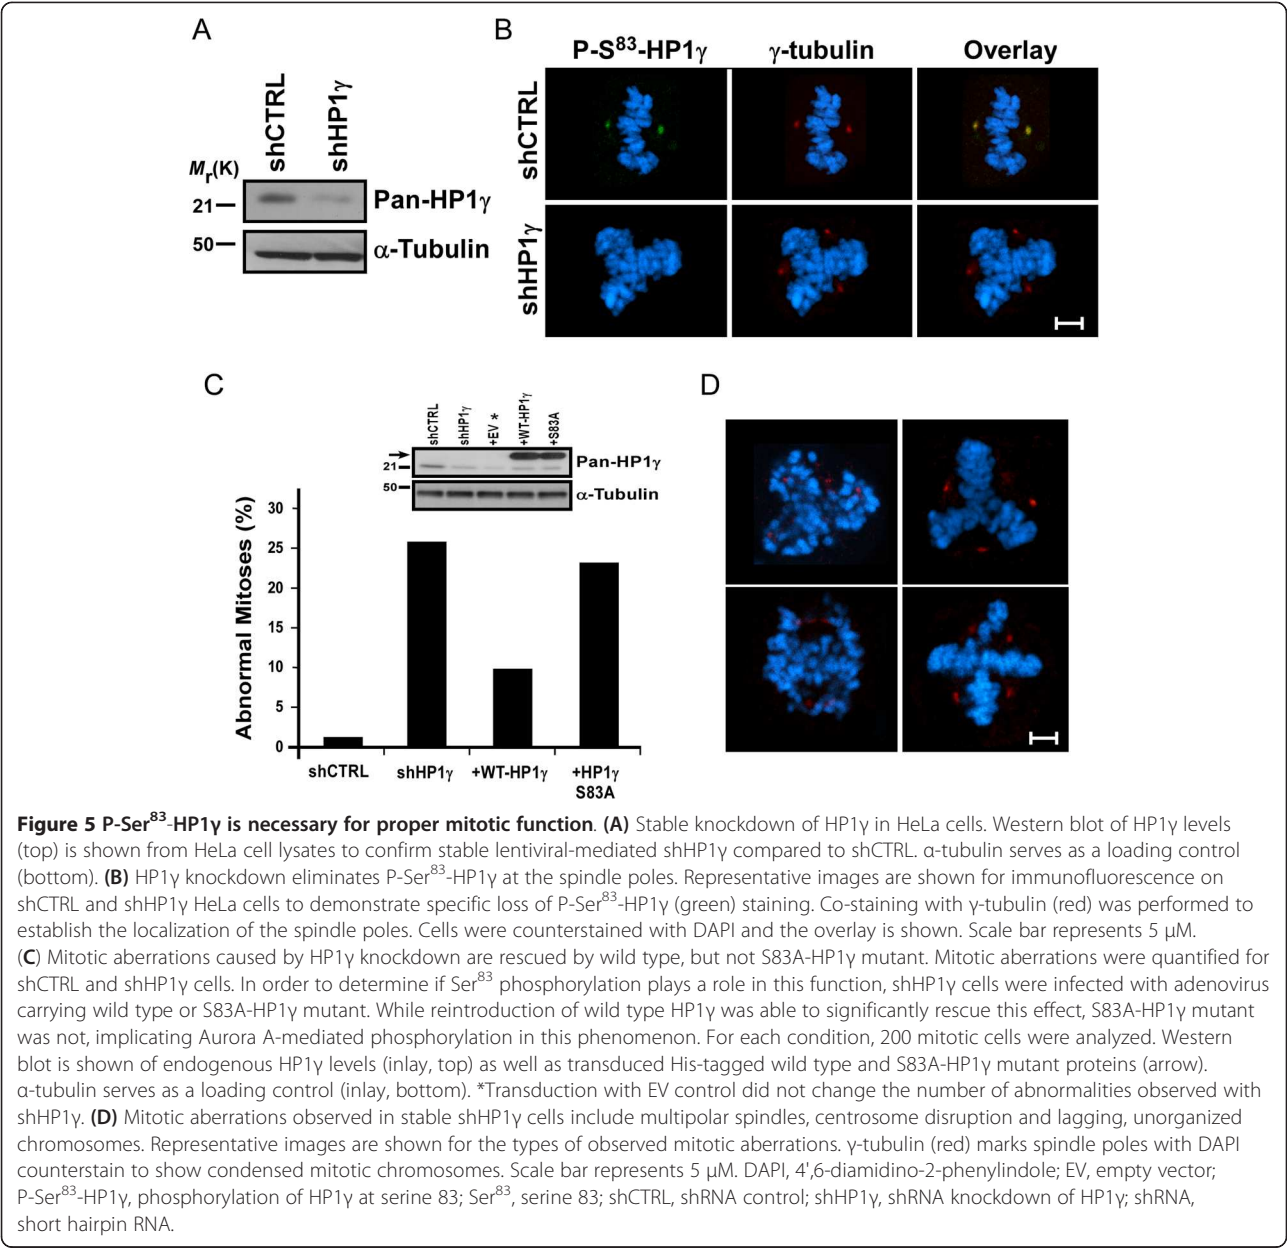 A
shCTRL
shHP1γ
Mr(K)
21
Pan-HP1γ
50
α-Tubulin
B
P-S83-HP1γ
γ-tubulin
Overlay
shCTRL
shHP1γ
C
shCTRL
shHP1γ
+EV *
+WT-HP1γ
+S83A
21
Pan-HP1γ
50
α-Tubulin
Abnormal Mitoses (%)
30
25
20
15
10
5
0
shCTRL
shHP1γ
+WT-HP1γ
+HP1γ
S83A
D
Figure 5 P-Ser83-HP1γ is necessary for proper mitotic function. (A) Stable knockdown of HP1γ in HeLa cells. Western blot of HP1γ levels
(top) is shown from HeLa cell lysates to confirm stable lentiviral-mediated shHP1γ compared to shCTRL. α-tubulin serves as a loading control
(bottom). (B) HP1γ knockdown eliminates P-Ser83-HP1γ at the spindle poles. Representative images are shown for immunofluorescence on
shCTRL and shHP1γ HeLa cells to demonstrate specific loss of P-Ser83-HP1γ (green) staining. Co-staining with γ-tubulin (red) was performed to
establish the localization of the spindle poles. Cells were counterstained with DAPI and the overlay is shown. Scale bar represents 5 μM.
(C) Mitotic aberrations caused by HP1γ knockdown are rescued by wild type, but not S83A-HP1γ mutant. Mitotic aberrations were quantified for
shCTRL and shHP1γ cells. In order to determine if Ser83 phosphorylation plays a role in this function, shHP1γ cells were infected with adenovirus
carrying wild type or S83A-HP1γ mutant. While reintroduction of wild type HP1γ was able to significantly rescue this effect, S83A-HP1γ mutant
was not, implicating Aurora A-mediated phosphorylation in this phenomenon. For each condition, 200 mitotic cells were analyzed. Western
blot is shown of endogenous HP1γ levels (inlay, top) as well as transduced His-tagged wild type and S83A-HP1γ mutant proteins (arrow).
α-tubulin serves as a loading control (inlay, bottom). *Transduction with EV control did not change the number of abnormalities observed with
shHP1γ. (D) Mitotic aberrations observed in stable shHP1γ cells include multipolar spindles, centrosome disruption and lagging, unorganized
chromosomes. Representative images are shown for the types of observed mitotic aberrations. γ-tubulin (red) marks spindle poles with DAPI
counterstain to show condensed mitotic chromosomes. Scale bar represents 5 μM. DAPI, 4',6-diamidino-2-phenylindole; EV, empty vector;
P-Ser83-HP1γ, phosphorylation of HP1γ at serine 83; Ser83, serine 83; shCTRL, shRNA control; shHP1γ, shRNA knockdown of HP1γ; shRNA,
short hairpin RNA.